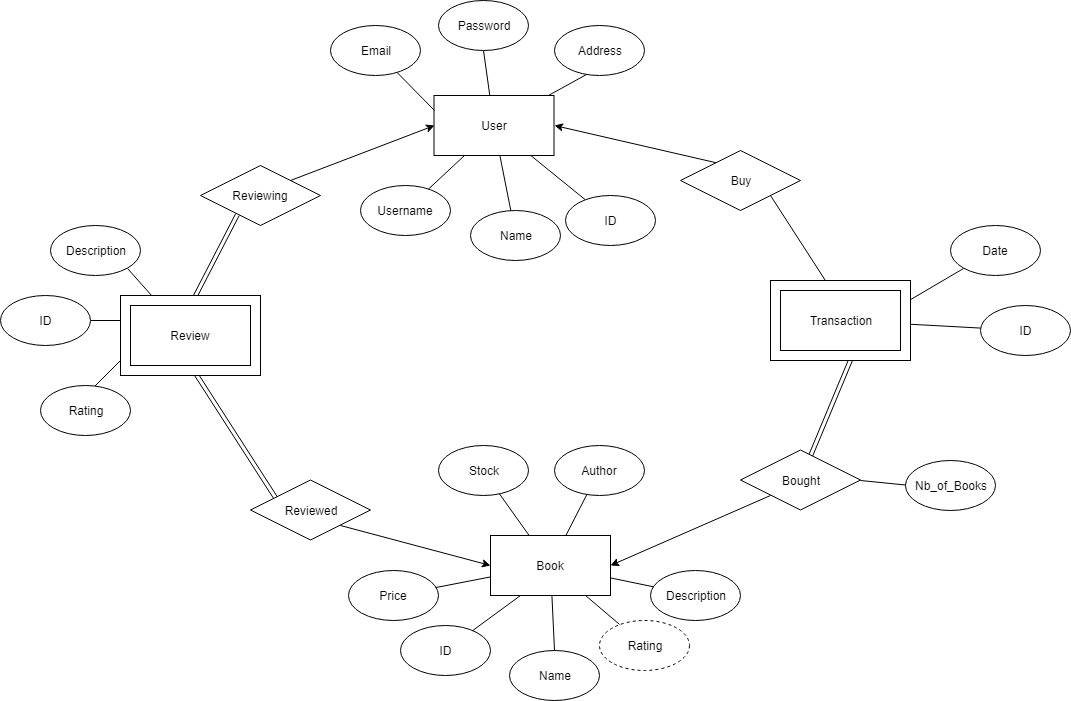 Password
Email
Address
User
Reviewing
Buy
Username
Name
ID
Description
Date
ID
Review
Transaction
ID
Rating
Stock
Author
Bought
Nb_of_Books
Reviewed
Book
Price
Description
ID
Rating
Name